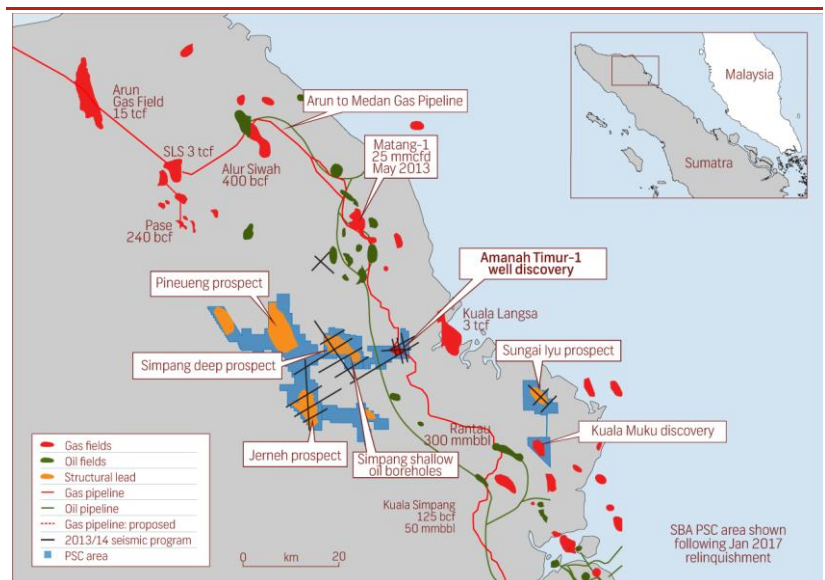 Arun
Gas Field
15 tcf
Arun to Medan Gas Pipeline
SLS 3 tcf
Alur Siwah
400 bcf
Matang-1
25 mmcfd
May 2013
Pase
240 bcf
Malaysia
Sumatra
Amanah Timur-1
well discovery
Pineueng prospect
Kuala Langsa
3 tcf
Sungai Iyu prospect
Simpang deep prospect
Rantau
300 mmbbl
Kuala Muku discovery
Jerneh prospect
Simpang shallow
oil boreholes
Kuala Simpang
125 bcf
50 mmbbl
Gas fields
Oil fields
Structural lead
Gas pipeline
Oil pipeline
Gas pipeline: proposed
2013/14 seismic program
PSC area
0 20
km
SBA PSC area shown
following Jan 2017
relinquishment